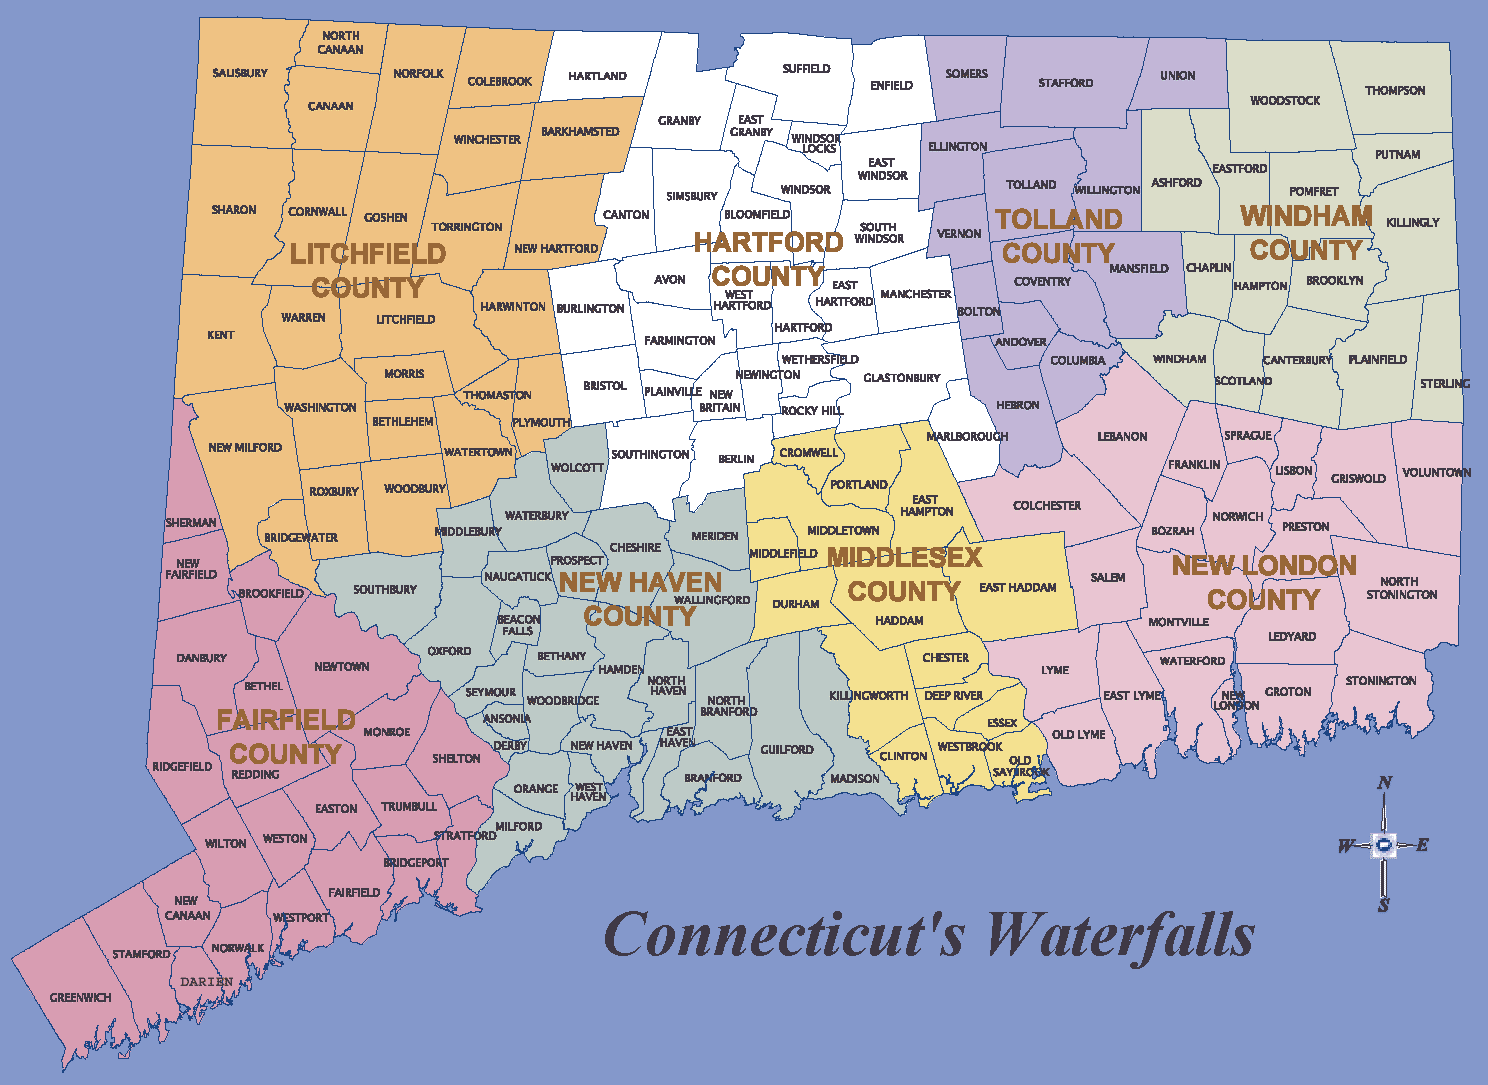 NORTH
CANAAN
SALISBURY
NORFOLK
COLEBROOK
HARTLAND
SUFFIELD
ENFIELD
SOMERS
STAFFORD
UNION
WOODSTOCK
THOMPSON
CANAAN
WINCHESTER
BARKHAMSTED
GRANBY
EAST
GRANBY
WINDSOR
LOCKS
EAST
WINDSOR
ELLINGTON
TOLLAND
WILLINGTON
ASHFORD
EASTFORD
PUTNAM
POMFRET
SHARON
CORNWALL
GOSHEN
TORRINGTON
NEW HARTFORD
CANTON
SIMSBURY
BLOOMFIELD
WINDSOR
SOUTH
WINDSOR
VERNON
TOLLAND
COUNTY
WINDHAM
COUNTY
KILLINGLY
LITCHFIELD
COUNTY
HARTFORD
COUNTY
AVON
WEST
HARTFORD
EAST
HARTFORD
MANCHESTER
COVENTRY
MANSFIELD
CHAPLIN
HAMPTON
BROOKLYN
KENT
WARREN
LITCHFIELD
HARWINTON
BURLINGTON
FARMINGTON
HARTFORD
BOLTON
ANDOVER
COLUMBIA
WINDHAM
SCOTLAND
CANTERBURY
PLAINFIELD
STERLING
MORRIS
WASHINGTON
BETHLEHEM
THOMASTON
PLYMOUTH
BRISTOL
PLAINVILLE
NEW
BRITAIN
NEWINGTON
WETHERSFIELD
ROCKY HILL
GLASTONBURY
HEBRON
MARLBOROUGH
LEBANON
SPRAGUE
FRANKLIN
LISBON
GRISWOLD
VOLUNTOWN
NEW MILFORD
ROXBURY
WOODBURY
WATERTOWN
WOLCOTT
SOUTHINGTON
BERLIN
CROMWELL
PORTLAND
EAST
HAMPTON
COLCHESTER
BOZRAH
NORWICH
PRESTON
SHERMAN
BRIDGEWATER
MIDDLEBURY
WATERBURY
CHESHIRE
MERIDEN
MIDDLETOWN
MIDDLEFIELD
MIDDLESEX
COUNTY
NEW LONDON
COUNTY
NEW
FAIRFIELD
BROOKFIELD
SOUTHBURY
NAUGATUCK
PROSPECT
NEW HAVEN
COUNTY
WALLINGFORD
DURHAM
HADDAM
EAST HADDAM
SALEM
MONTVILLE
LEDYARD
NORTH
STONINGTON
BEACON
FALLS
DANBURY
BETHEL
NEWTOWN
OXFORD
BETHANY
SEYMOUR
WOODBRIDGE
HAMDEN
NORTH
HAVEN
NORTH
BRANFORD
KILLINGWORTH
CHESTER
DEEP RIVER
LYME
EAST LYME
WATERFORD
NEW
LONDON
GROTON
STONINGTON
FAIRFIELD
COUNTY
MONROE
ANSONIA
DERBY
NEW HAVEN
EAST
HAVEN
GUILFORD
ESSEX
WESTBROOK
OLD
SAYBROOK
OLD LYME
RIDGEFIELD
REDDING
SHELTON
ORANGE
WEST
HAVEN
BRANFORD
MADISON
CLINTON
EASTON
TRUMBULL
WILTON
WESTON
STRATFORD
MILFORD
BRIDGEPORT
FAIRFIELD
NEW
CANAAN
WESTPORT
NORWALK
STAMFORD
DARIEN
GREENWICH
N
W
E
S
Connecticut's Waterfalls